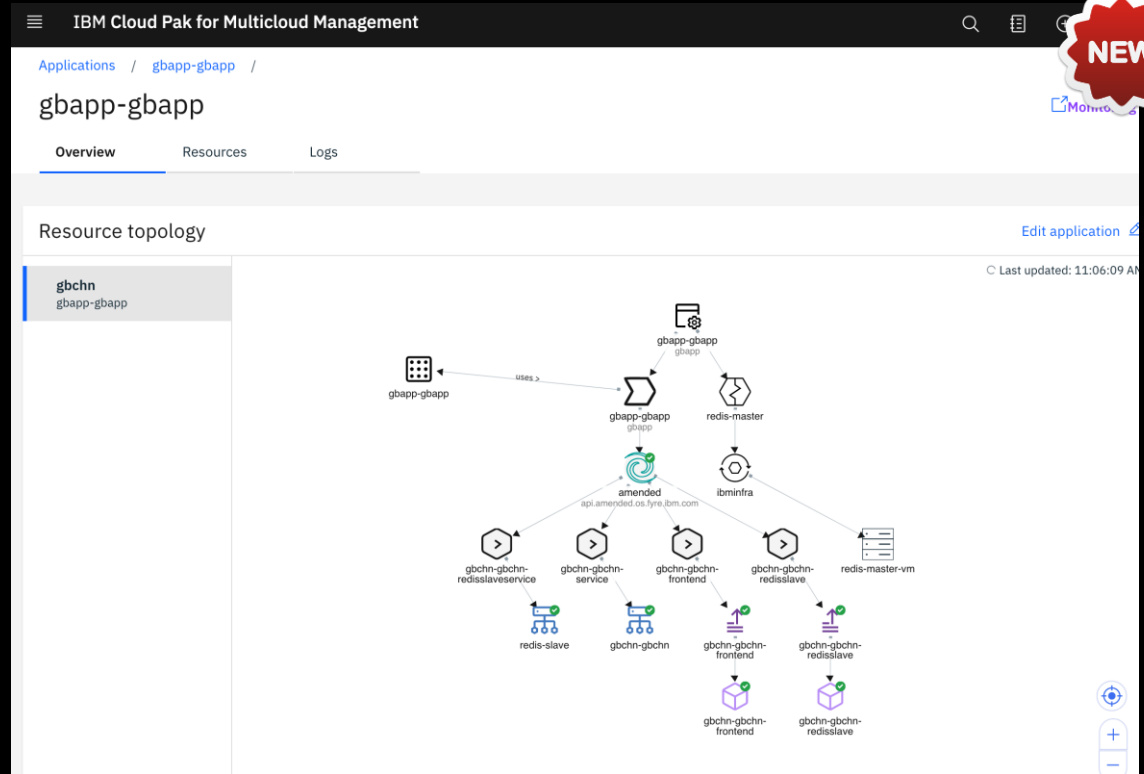 IBM Cloud Pak for Multicloud Management
NEW
Applications / gbapp-gbapp /
gbapp-gbapp
Overview Resources Logs
Resource topology
Edit application
gbchn
gbapp-gbapp
Last updated: 11:06:09 AM
gbapp-gbapp
gbapp
gbapp-gbapp
uses >
gbapp-gbapp
gbapp
redis-master
amended
api.amended.os.fyre.ibm.com
ibminfra
gbchn-gbchn-
redisslaveservice
gbchn-gbchn-
service
gbchn-gbchn-
frontend
gbchn-gbchn-
redisslave
redis-master-vm
redis-slave
gbchn-gbchn
gbchn-gbchn-
frontend
gbchn-gbchn-
redisslave
gbchn-gbchn-
frontend
gbchn-gbchn-
redisslave